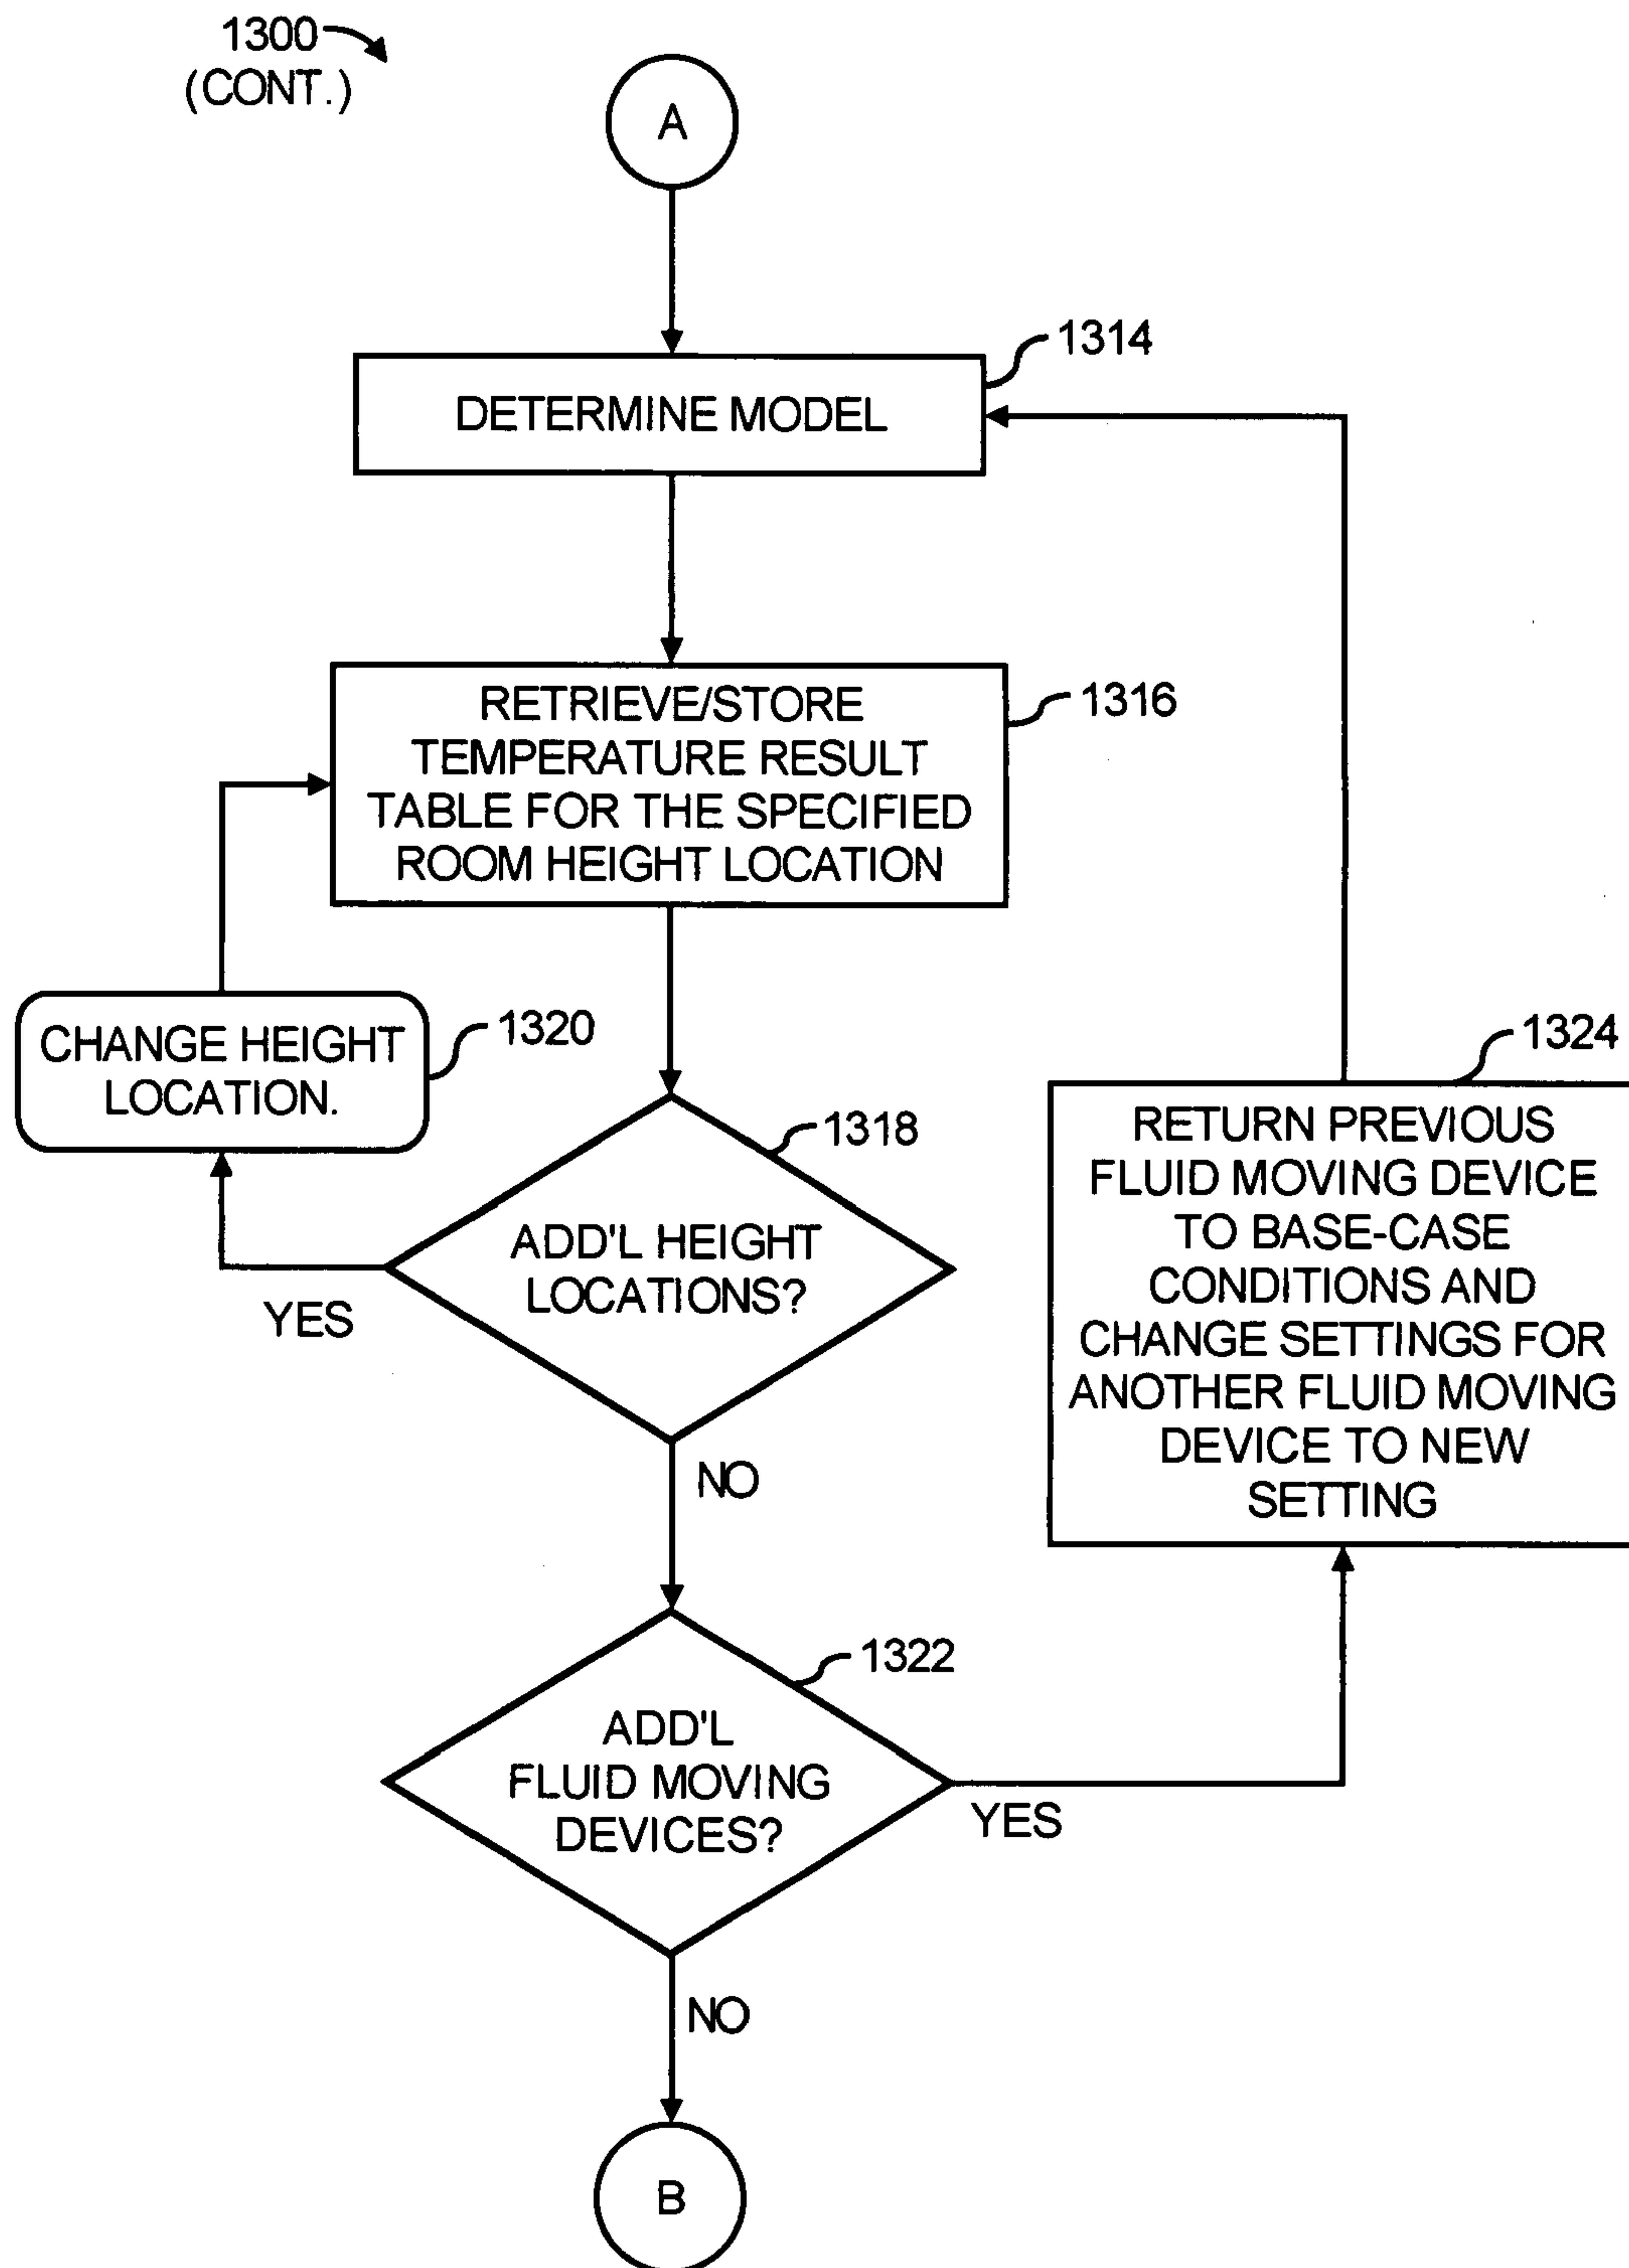 1300
(CONT.)
A
DETERMINE MODEL
1314
RETRIEVE/STORE
TEMPERATURE RESULT
TABLE FOR THE SPECIFIED
ROOM HEIGHT LOCATION
1316
CHANGE HEIGHT
LOCATION.
1320
ADD'L HEIGHT
LOCATIONS?
1318
YES
NO
1324
RETURN PREVIOUS
FLUID MOVING DEVICE
TO BASE-CASE
CONDITIONS AND
CHANGE SETTINGS FOR
ANOTHER FLUID MOVING
DEVICE TO NEW
SETTING
ADD'L
FLUID MOVING
DEVICES?
1322
YES
NO
B